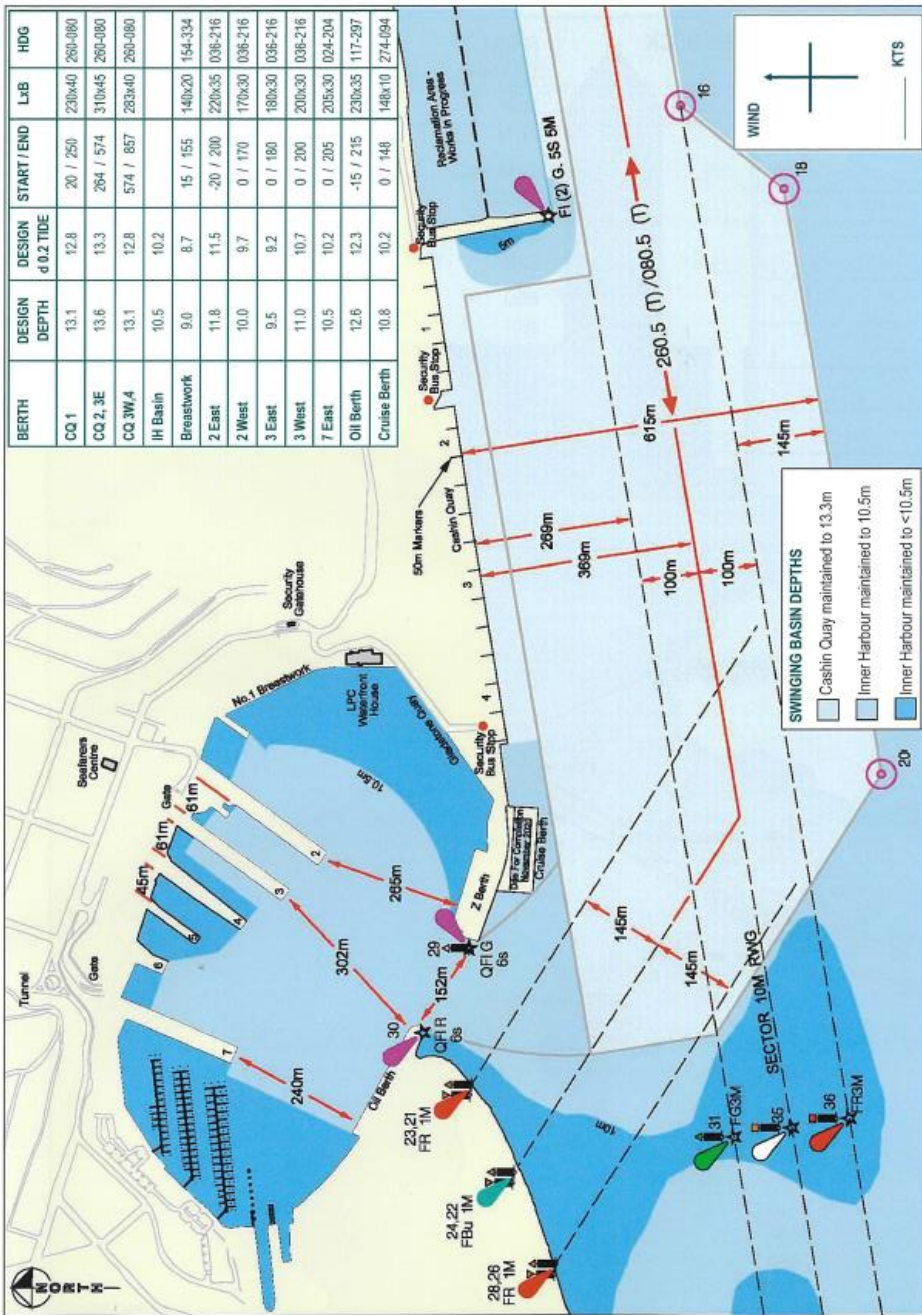 NORTH
Tunnel
Gate
Seafarers
Centre
Gate
45m
61m
61m
6
5
4
3
2
1
No.1 Breastwork
Security
Gatehouse
LPC
Waterfront
House
Gladstone Quay
10.5m
240m
302m
265m
Oil Berth
30
QFl R
6s
152m
29
QFl G
6s
Z Berth
Due For Completion
November 2020
Cruise Berth
Security
Bus Stop
4
3
Cashin Quay
50m Markers
2
Security
Bus Stop
1
Security
Bus Stop
Reclamation Area -
Works in Progress
5m
Fl (2) G. 5S 5M
BERTH DESIGN DEPTH DESIGN d 0.2 TIDE START / END LxB HDG
CQ 1 13.1 12.8 20 / 250 230x40 260-080
CQ 2, 3E 13.6 13.3 264 / 574 310x45 260-080
CQ 3W,4 13.1 12.8 574 / 857 283x40 260-080
IH Basin 10.5 10.2
Breastwork 9.0 8.7 15 / 155 140x20 154-334
2 East 11.8 11.5 -20 / 200 220x35 036-216
2 West 10.0 9.7 0 / 170 170x30 036-216
3 East 9.5 9.2 0 / 180 180x30 036-216
3 West 11.0 10.7 0 / 200 200x30 036-216
7 East 10.5 10.2 0 / 205 205x30 024-204
Oil Berth 12.6 12.3 -15 / 215 230x35 117-297
Cruise Berth 10.8 10.2 0 / 148 148x10 274-094
23,21
FR 1M
24,22
FBu 1M
28,26
FR 1M
10m
145m
145m
269m
369m
100m
100m
615m
145m
260.5 (T)/080.5 (T)
31
FG3M
35
36
FR3M
SECTOR 10M RWG
20
18
16
SWINGING BASIN DEPTHS
Cashin Quay maintained to 13.3m
Inner Harbour maintained to 10.5m
Inner Harbour maintained to <10.5m
WIND
KTS